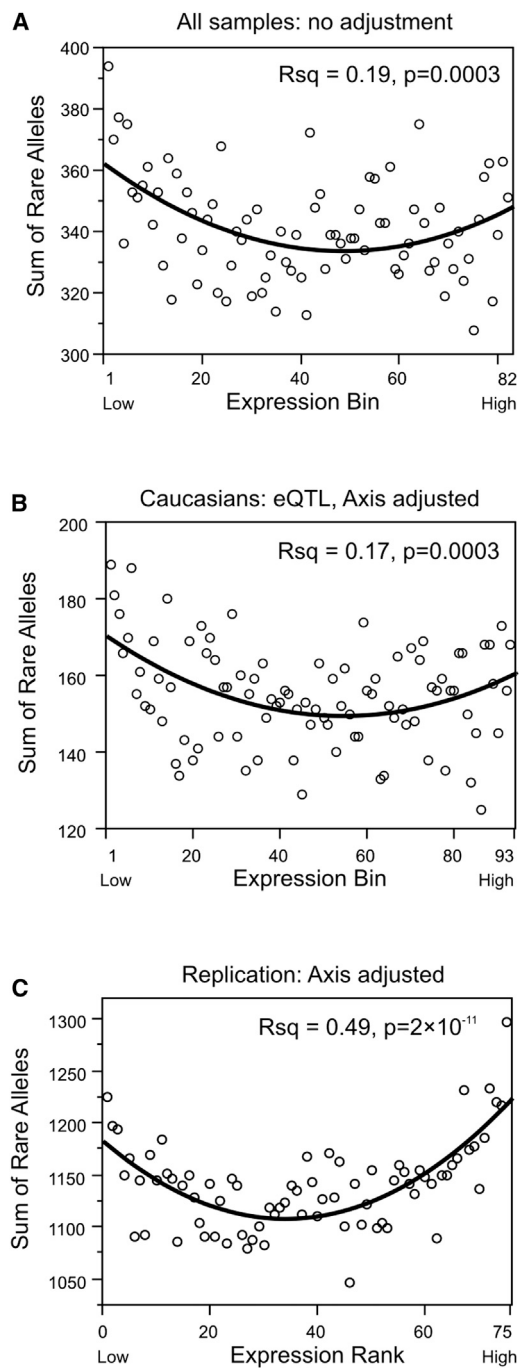 A
All samples: no adjustment
Rsq = 0.19, p=0.0003
Sum of Rare Alleles
400
380
360
340
320
300
1 20 40 60 82
Low Expression Bin High
B
Caucasians: eQTL, Axis adjusted
Rsq = 0.17, p=0.0003
Sum of Rare Alleles
200
180
160
140
120
1 20 40 60 80 93
Low Expression Bin High
C
Replication: Axis adjusted
Rsq = 0.49, p=2×10⁻¹¹
Sum of Rare Alleles
1300
1250
1200
1150
1100
1050
0 20 40 60 75
Low Expression Rank High